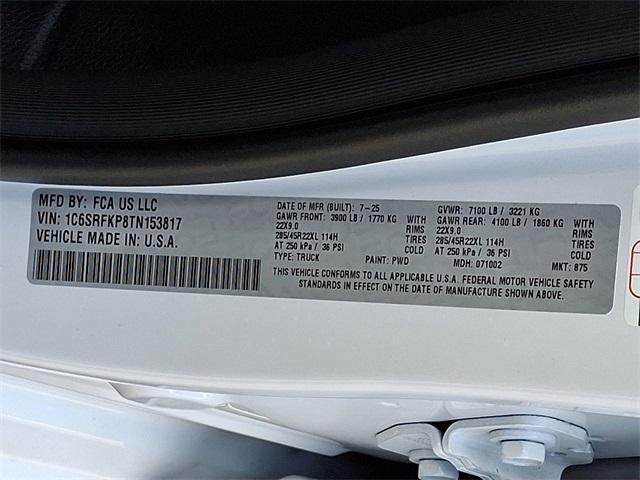 MFD BY: FCA US LLC
VIN: 1C6SRFKP8TN153817
VEHICLE MADE IN: U.S.A.
DATE OF MFR (BUILT): 7-25
GAWR FRONT: 3900 LB / 1770 KG WITH
22X9.0 RIMS
285/45R22XL 114H TIRES
AT 250 kPa / 36 PSI COLD
TYPE: TRUCK PAINT: PWD
GVWR: 7100 LB / 3221 KG
GAWR REAR: 4100 LB / 1860 KG WITH
22X9.0 RIMS
285/45R22XL 114H TIRES
AT 250 kPa / 36 PSI COLD
MDH: 071002 MKT: 875
THIS VEHICLE CONFORMS TO ALL APPLICABLE U.S.A. FEDERAL MOTOR VEHICLE SAFETY
STANDARDS IN EFFECT ON THE DATE OF MANUFACTURE SHOWN ABOVE.